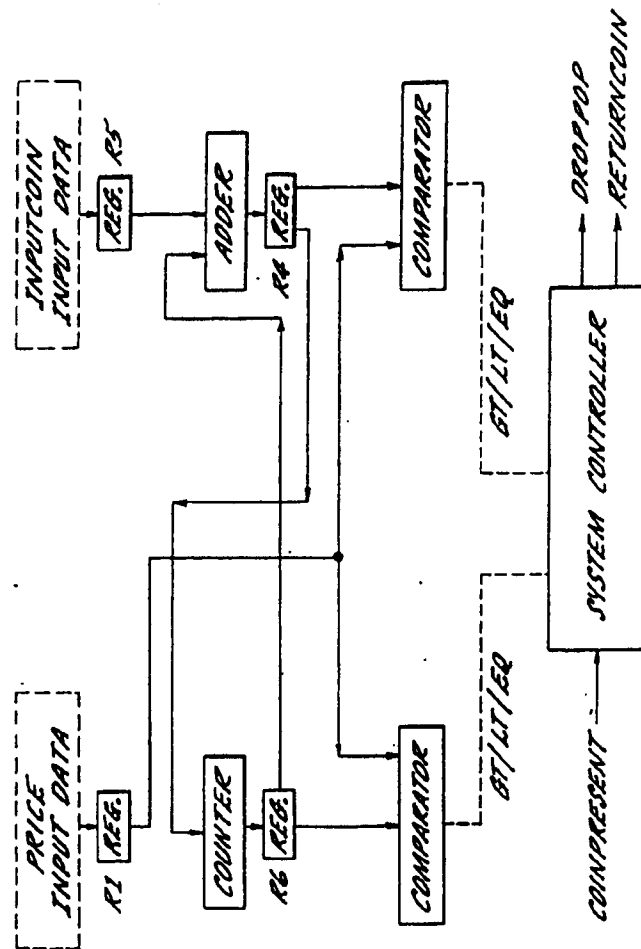 PRICE
INPUT DATA
INPUTCOIN
INPUT DATA
R1
REG.
REG.
R5
COUNTER
ADDER
R6
REG.
R4
REG.
COMPARATOR
COMPARATOR
GT/LT/EQ
GT/LT/EQ
COINPRESENT
SYSTEM CONTROLLER
DROPPOP
RETURNCOIN